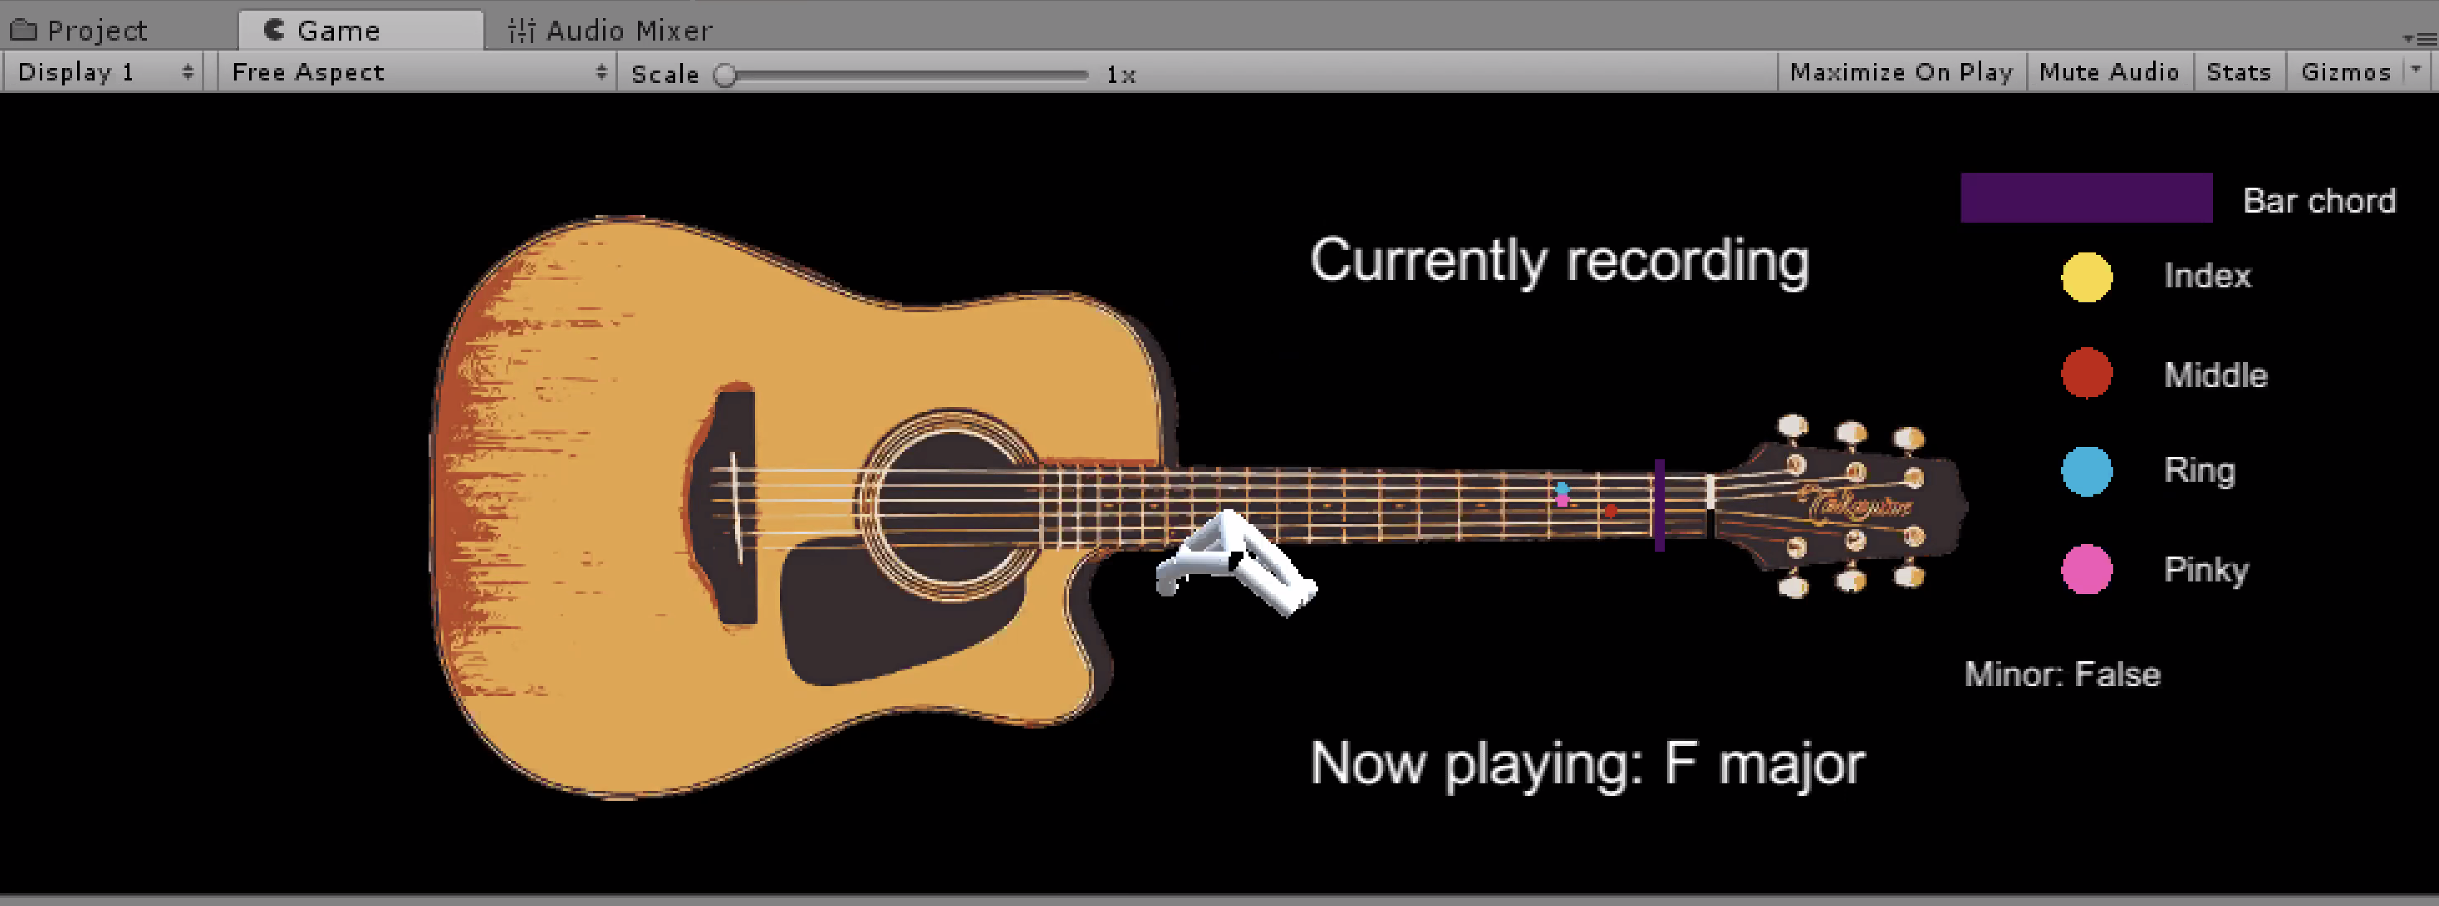 Project
Game
Audio Mixer
Display 1
Free Aspect
Scale
1x
Maximize On Play
Mute Audio
Stats
Gizmos
Bar chord
Currently recording
Index
Middle
Ring
Pinky
Minor: False
Now playing: F major